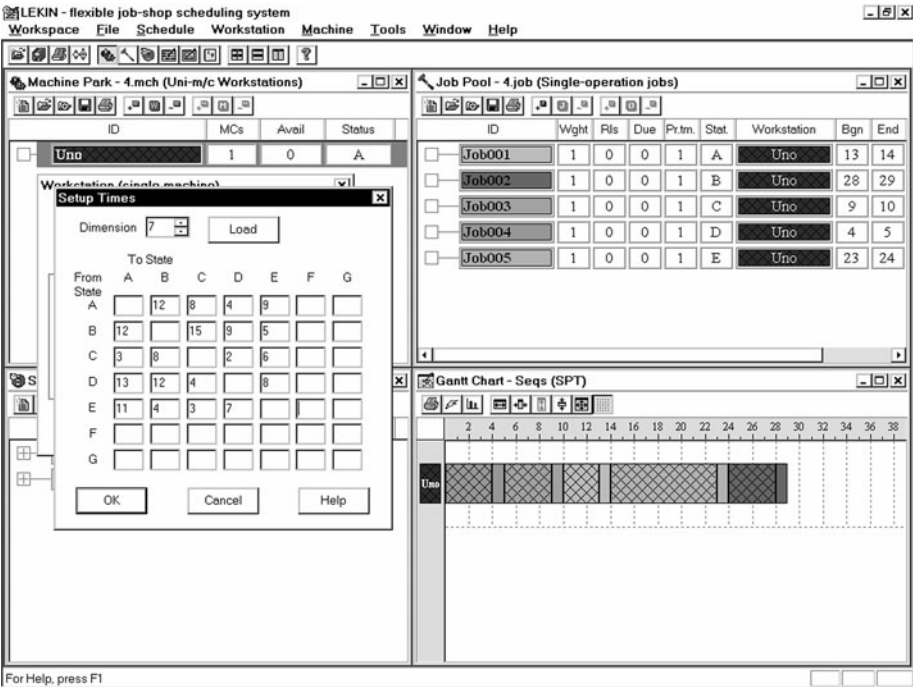 LEKIN - flexible job-shop scheduling system
Workspace File Schedule Workstation Machine Tools Window Help
Machine Park - 4.mch (Uni-m/c Workstations)
ID MCs Avail Status
Uno 1 0 A
Workstation (single machine)
Setup Times
Dimension 7 Load
To State
From State A B C D E F G
A 12 8 4 9
B 12 15 9 5
C 3 8 2 6
D 13 12 4 8
E 11 4 3 7
F
G
OK Cancel Help
Job Pool - 4.job (Single-operation jobs)
ID Wght Rls Due Pr.tm. Stat. Workstation Bgn End
Job001 1 0 0 1 A Uno 13 14
Job002 1 0 0 1 B Uno 28 29
Job003 1 0 0 1 C Uno 9 10
Job004 1 0 0 1 D Uno 4 5
Job005 1 0 0 1 E Uno 23 24
S
Gantt Chart - Seqs (SPT)
2 4 6 8 10 12 14 16 18 20 22 24 26 28 30 32 34 36 38
Uno
For Help, press F1